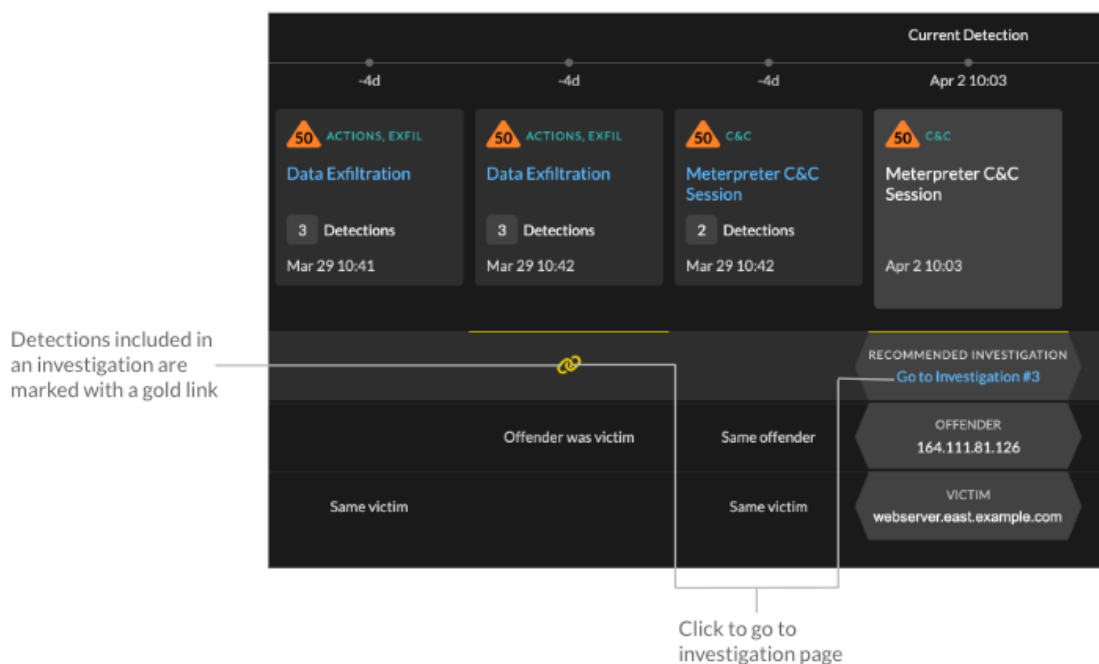 Current Detection
-4d
-4d
-4d
Apr 2 10:03
50 ACTIONS, EXFIL
Data Exfiltration
3 Detections
Mar 29 10:41
50 ACTIONS, EXFIL
Data Exfiltration
3 Detections
Mar 29 10:42
50 C&C
Meterpreter C&C
Session
2 Detections
Mar 29 10:42
50 C&C
Meterpreter C&C
Session
Apr 2 10:03
Detections included in
an investigation are
marked with a gold link
RECOMMENDED INVESTIGATION
Go to Investigation #3
Offender was victim
Same offender
OFFENDER
164.111.81.126
Same victim
Same victim
VICTIM
webserver.east.example.com
Click to go to
investigation page